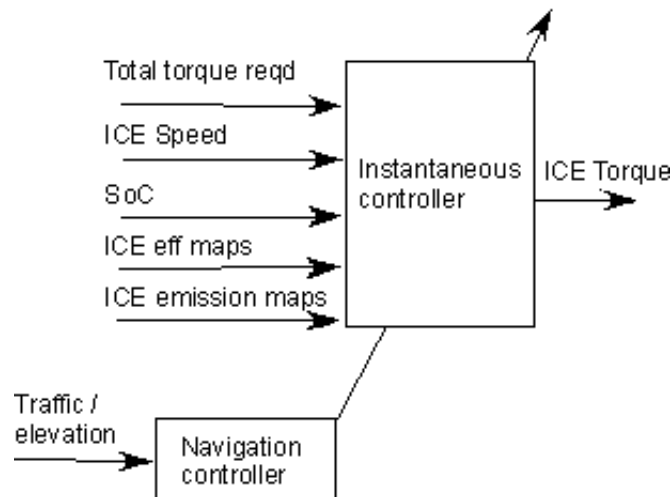 Total torque reqd
ICE Speed
SoC
ICE eff maps
ICE emission maps
Instantaneous
controller
ICE Torque
Traffic /
elevation
Navigation
controller